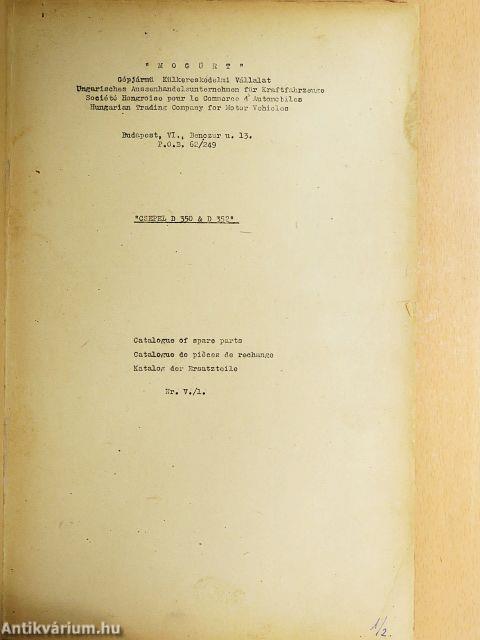 "MOGÜRT"
Gépjármű Külkereskedelmi Vállalat
Ungarisches Aussenhandelsunternehmen für Kraftfahrzeuge
Société Hongroise pour le Commerce d'Automobiles
Hungarian Trading Company for Motor Vehicles
Budapest, VI., Benczur u. 13.
P.O.B. 62/249
"CSEPEL D 350 & D 352"
Catalogue of spare parts
Catalogue de pièces de rechange
Katalog der Ersatzteile
Nr. V./1.
1/2.
Antikvárium.hu